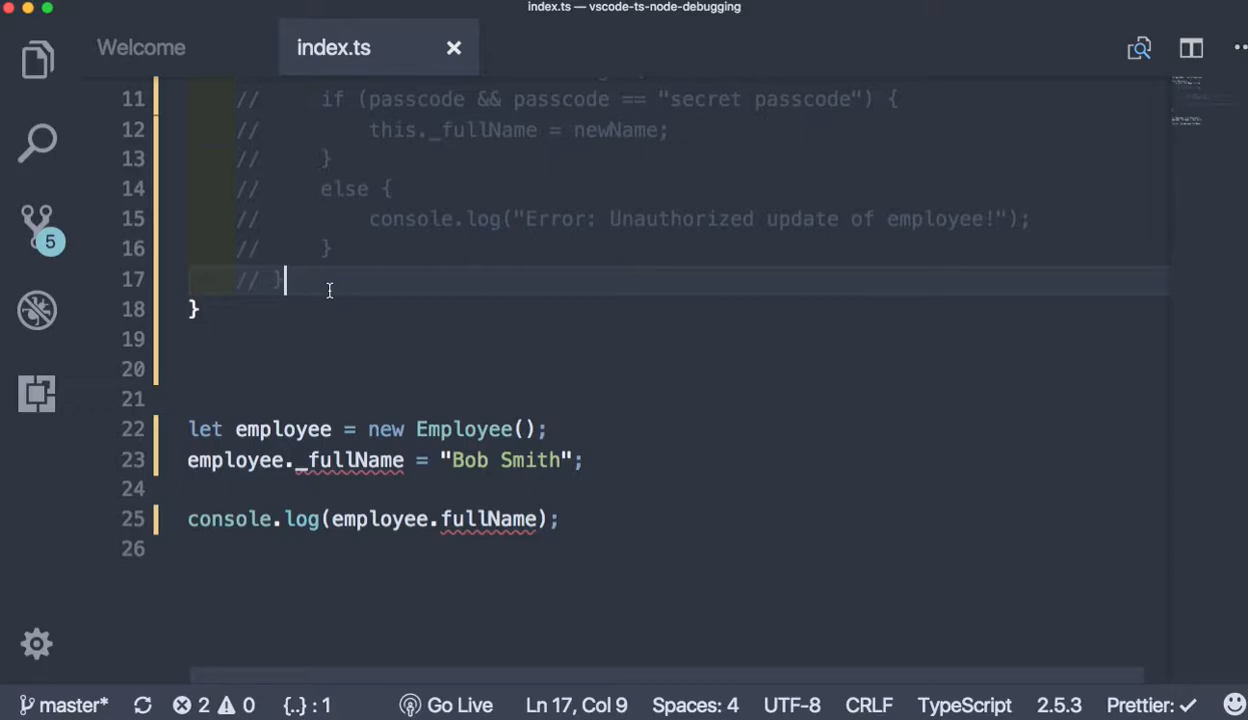 index.ts — vscode-ts-node-debugging
Welcome
index.ts
11 // if (passcode && passcode == "secret passcode") {
12 // this._fullName = newName;
13 // }
14 // else {
15 // console.log("Error: Unauthorized update of employee!");
16 // }
17 // }
18 }
19
20
21
22 let employee = new Employee();
23 employee._fullName = "Bob Smith";
24
25 console.log(employee.fullName);
26
5
master* 2 0 {..} : 1 Go Live Ln 17, Col 9 Spaces: 4 UTF-8 CRLF TypeScript 2.5.3 Prettier: ✓